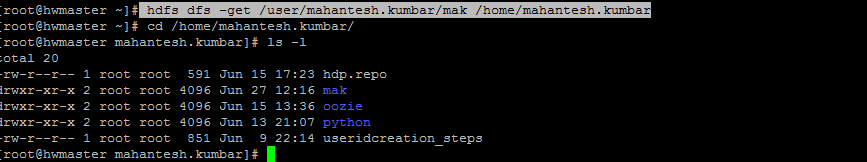 [root@hwmaster ~]# hdfs dfs -get /user/mahantesh.kumbar/mak /home/mahantesh.kumbar
[root@hwmaster ~]# cd /home/mahantesh.kumbar/
[root@hwmaster mahantesh.kumbar]# ls -l
total 20
-rw-r--r-- 1 root root  591 Jun 15 17:23 hdp.repo
drwxr-xr-x 2 root root 4096 Jun 27 12:16 mak
drwxr-xr-x 2 root root 4096 Jun 15 13:36 oozie
drwxr-xr-x 2 root root 4096 Jun 13 21:07 python
-rw-r--r-- 1 root root  851 Jun  9 22:14 useridcreation_steps
[root@hwmaster mahantesh.kumbar]#